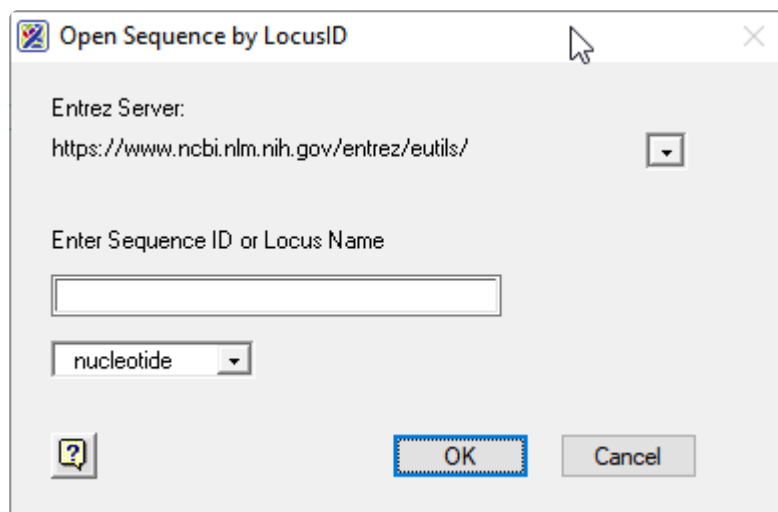 Open Sequence by LocusID
Entrez Server:
https://www.ncbi.nlm.nih.gov/entrez/eutils/
Enter Sequence ID or Locus Name
nucleotide
OK Cancel